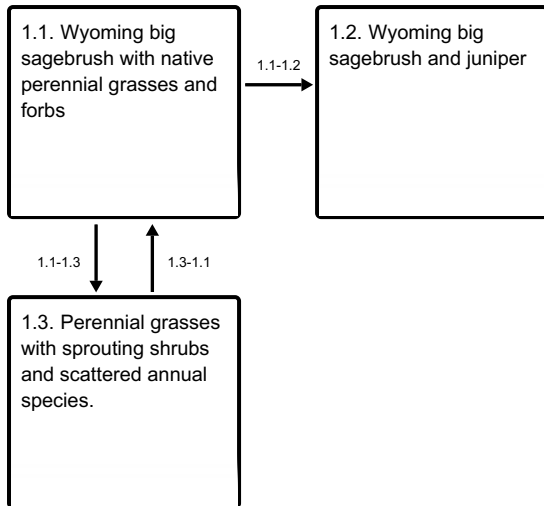 1.1. Wyoming big
sagebrush with native
perennial grasses and
forbs
1.1-1.2
1.2. Wyoming big
sagebrush and juniper
1.1-1.3
1.3-1.1
1.3. Perennial grasses
with sprouting shrubs
and scattered annual
species.